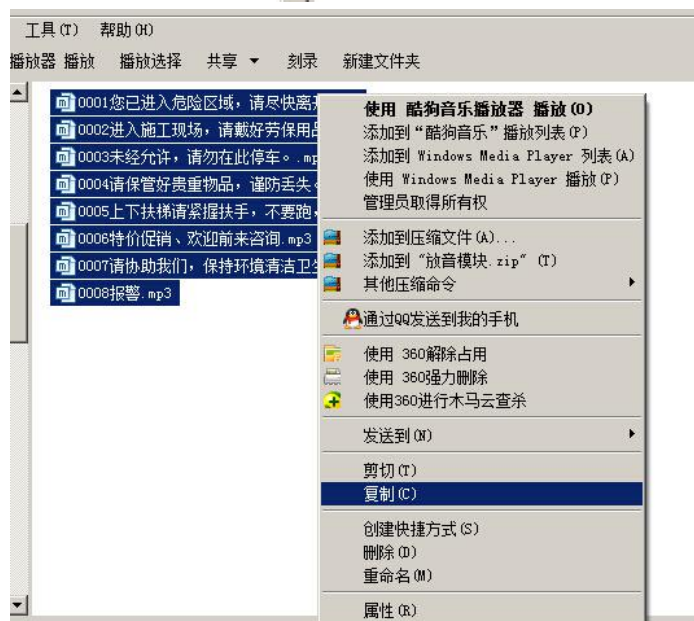 工具(T) 帮助(H)
播放器 播放 播放选择 共享 刻录 新建文件夹
0001您已进入危险区域，请尽快离
0002进入施工现场，请戴好劳保用
0003未经允许，请勿在此停车。.mp
0004请保管好贵重物品，谨防丢失
0005上下扶梯请紧握扶手，不要跑，
0006特价促销、欢迎前来咨询.mp3
0007请协助我们，保持环境清洁卫
0008报警.mp3
使用 酷狗音乐播放器 播放(O)
添加到“酷狗音乐”播放列表(P)
添加到 Windows Media Player 列表(A)
使用 Windows Media Player 播放(P)
管理员取得所有权
添加到压缩文件(A)...
添加到 “放音模块.zip” (T)
其他压缩命令
通过QQ发送到我的手机
使用 360解除占用
使用 360强力删除
使用360进行木马云查杀
发送到(N)
剪切(T)
复制(C)
创建快捷方式(S)
删除(D)
重命名(M)
属性(R)